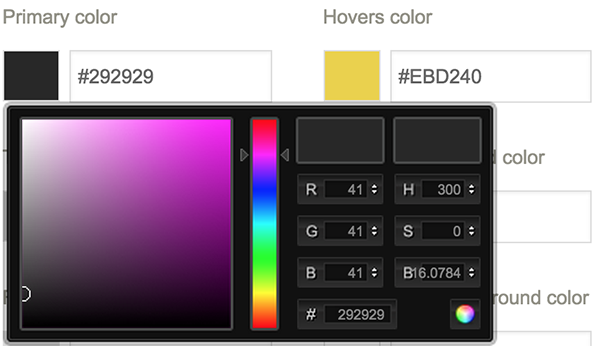 Primary color
Hovers color
#292929
#EBD240
d color
R 41
H 300
G 41
S 0
B 41
B 16.0784
# 292929
round color